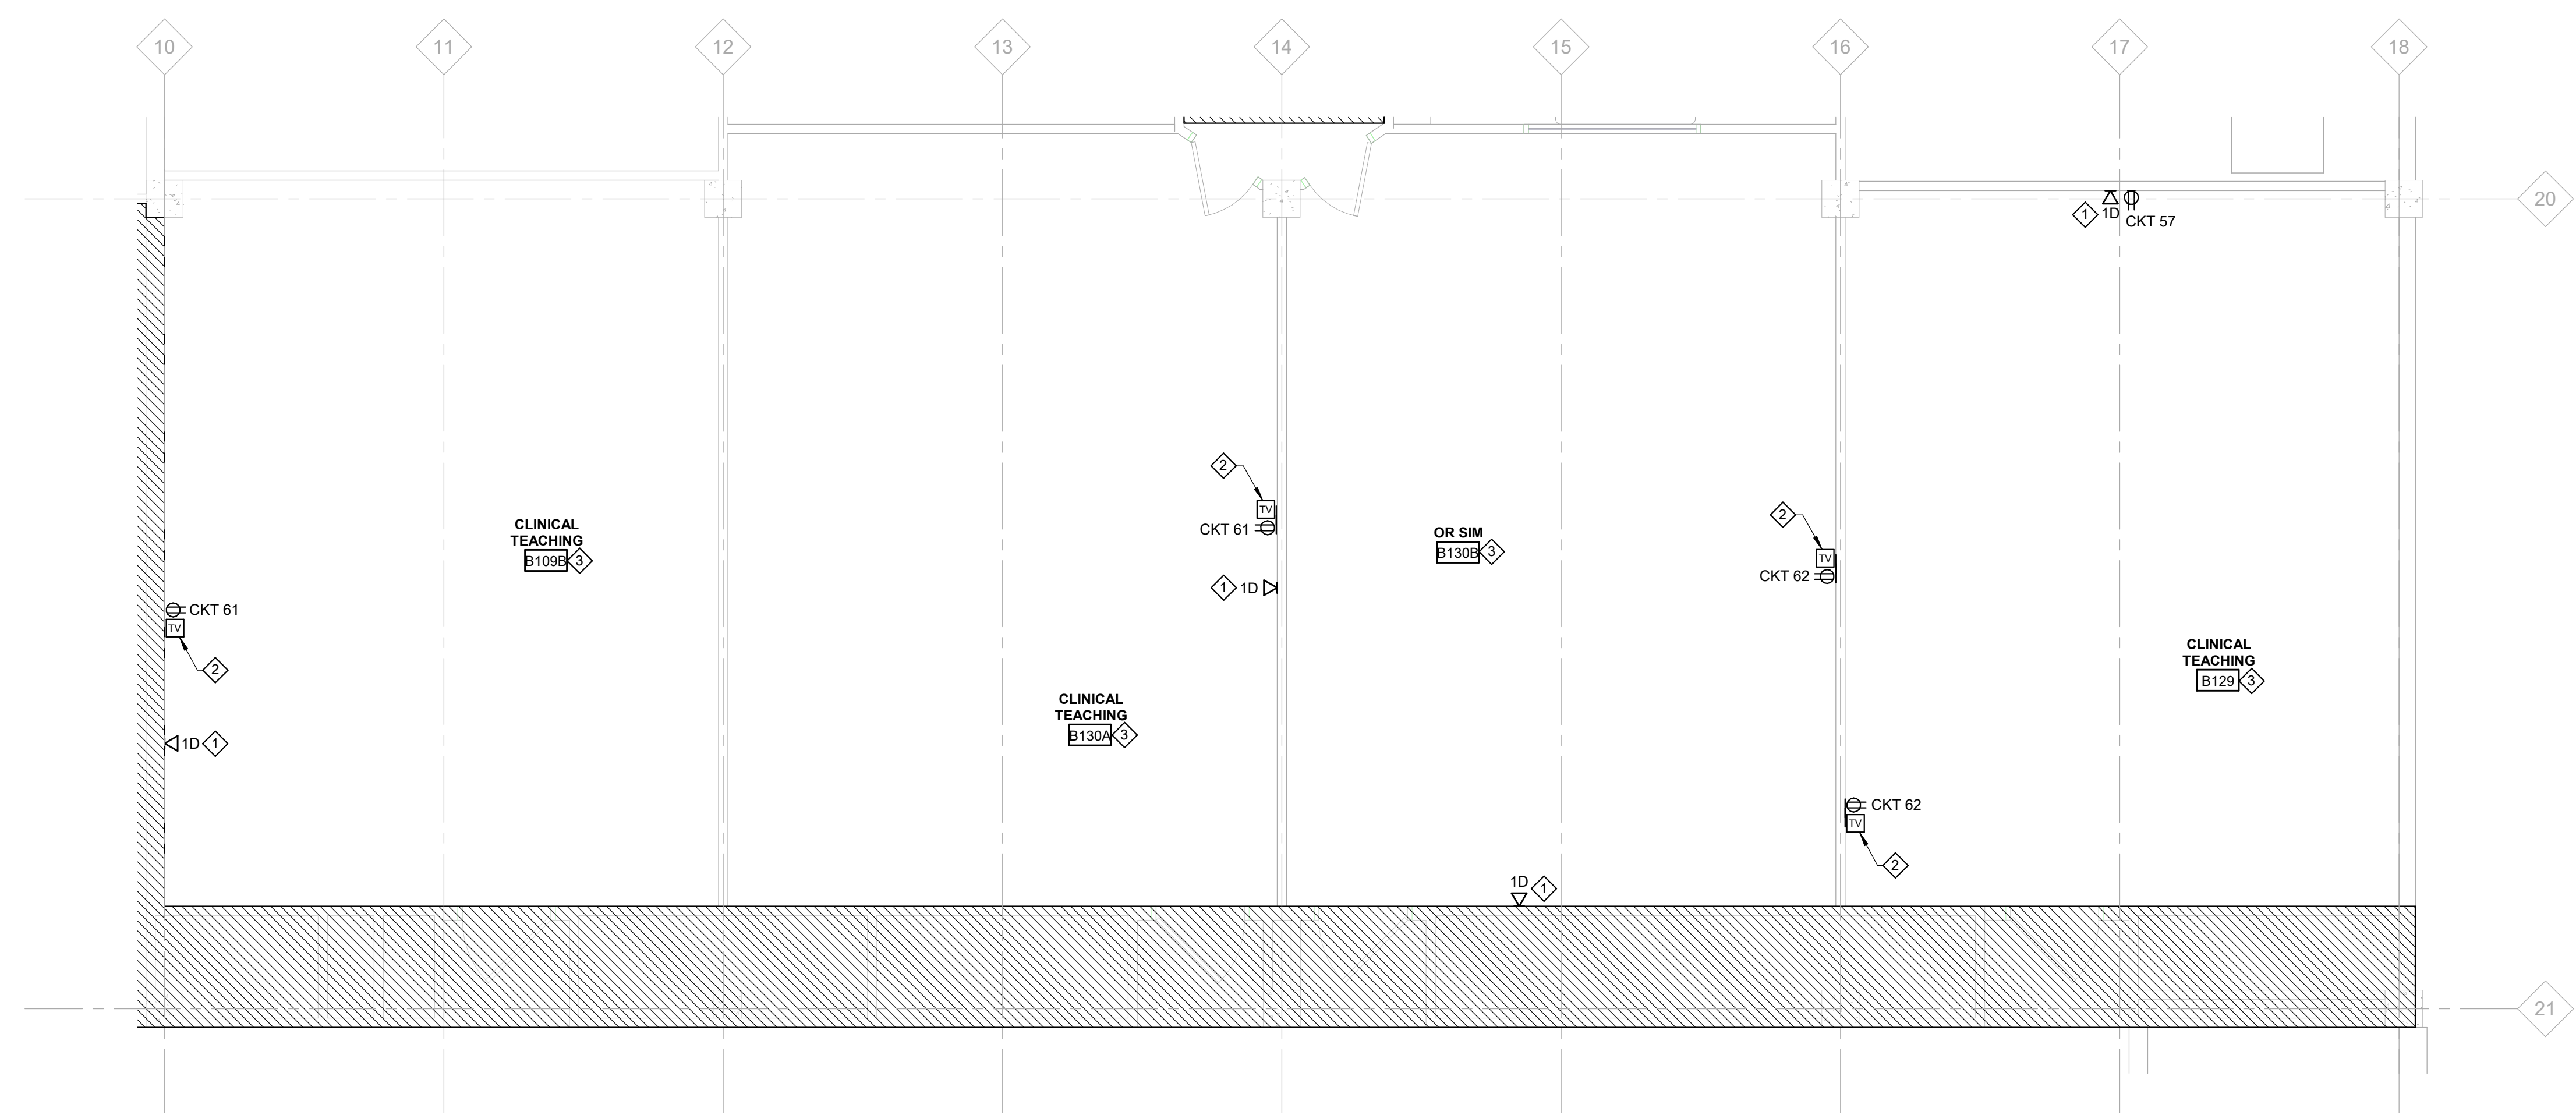 10 11 12 13 14 15 16 17 18
20
1 1D CKT 57
2
TV
CKT 61
2
TV
CKT 62
CLINICAL
TEACHING
B109B 3
OR SIM
B130B 3
1 1D
CKT 61
TV
2
CLINICAL
TEACHING
B129 3
CLINICAL
TEACHING
B130A 3
1D 1
CKT 62
TV
2
1D 1
21